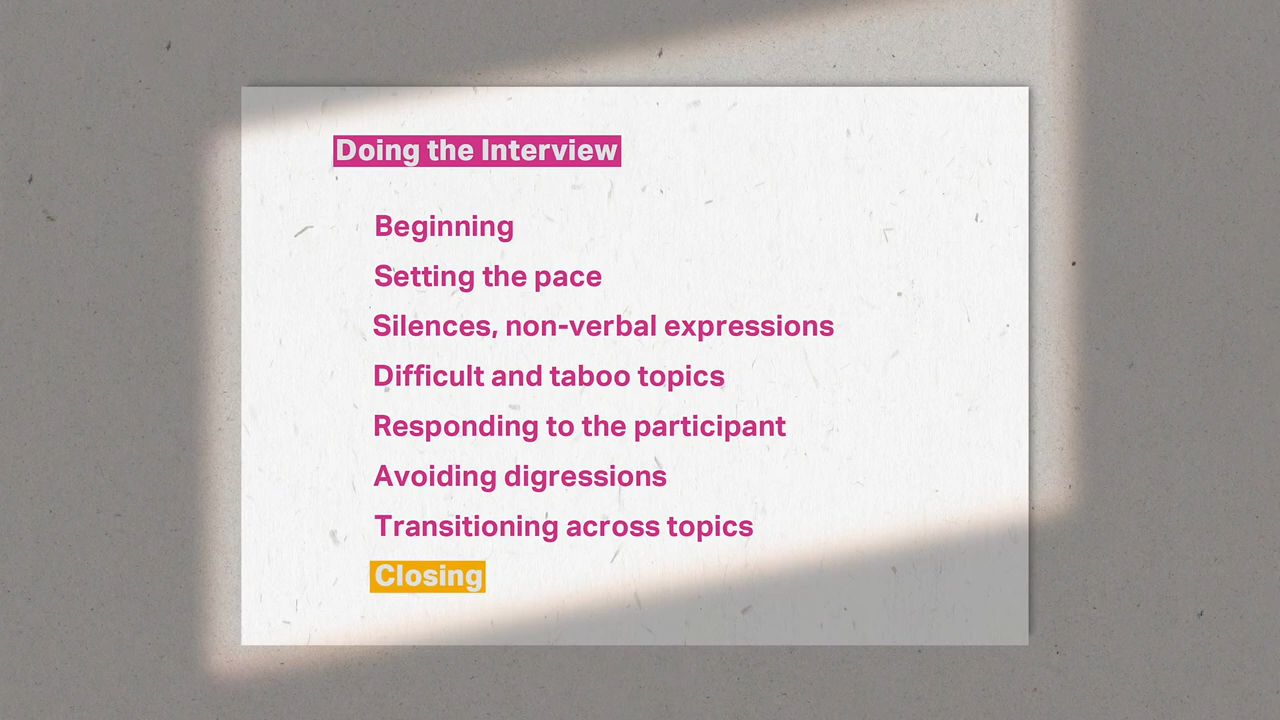 Doing the Interview
Beginning
Setting the pace
Silences, non-verbal expressions
Difficult and taboo topics
Responding to the participant
Avoiding digressions
Transitioning across topics
Closing